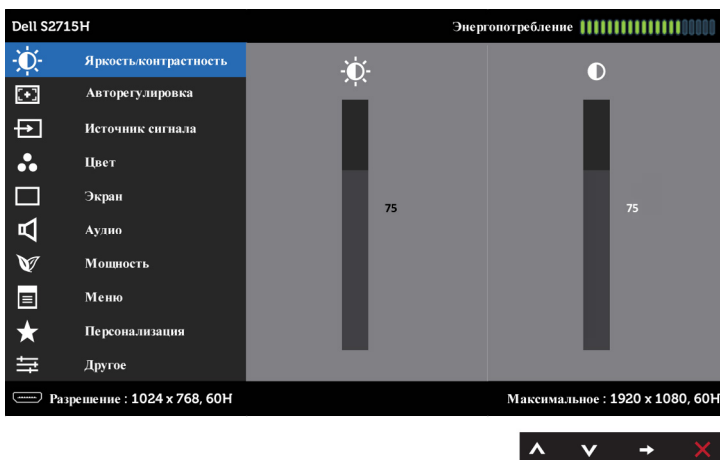 Dell S2715H
Энергопотребление
Яркость/контрастность
Авторегулировка
Источник сигнала
Цвет
Экран
Аудио
Мощность
Меню
Персонализация
Другое
75
75
Разрешение : 1024 x 768, 60H
Максимальное : 1920 x 1080, 60H